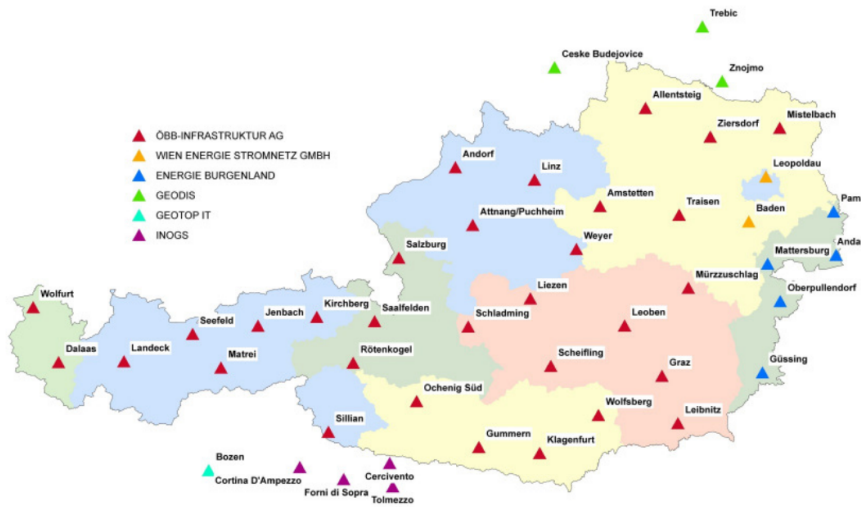 Trebic
Ceske Budejovice
Znojmo
Allentsteig
Ziersdorf
Mistelbach
ÖBB-INFRASTRUKTUR AG
WIEN ENERGIE STROMNETZ GMBH
ENERGIE BURGENLAND
GEODIS
GEOTOP IT
INOGS
Andorf
Linz
Leopoldau
Amstetten
Traisen
Baden
Pam
Attnang/Puchheim
Weyer
Salzburg
Mattersburg
Anda
Mürzzuschlag
Oberpullendorf
Wolfurt
Kirchberg
Liezen
Seefeld
Jenbach
Saalfelden
Schladming
Leoben
Dalaas
Landeck
Matrei
Rötenkogel
Scheifling
Graz
Güssing
Ochenig Süd
Wolfsberg
Sillian
Leibnitz
Gummern
Klagenfurt
Bozen
Cortina D'Ampezzo
Cercivento
Forni di Sopra
Tolmezzo